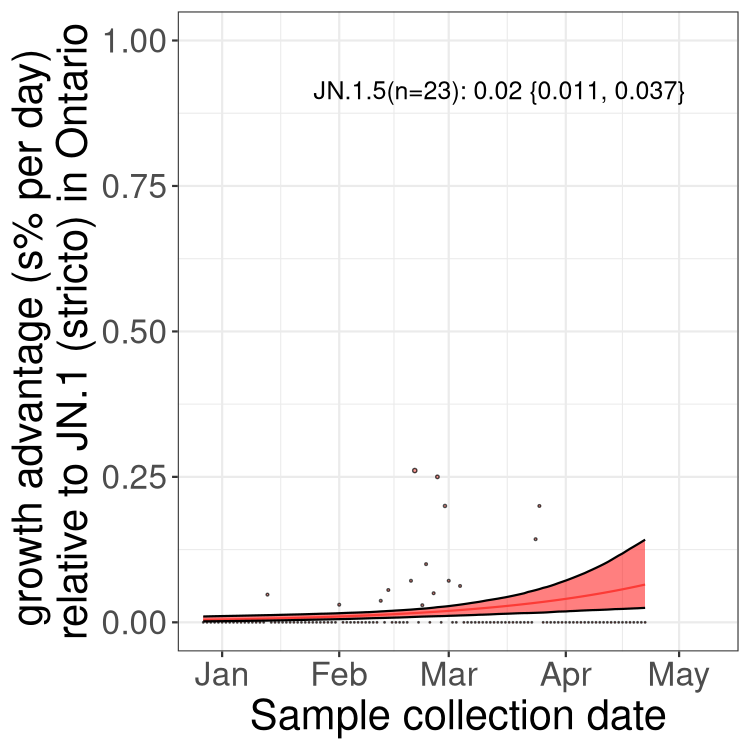 growth advantage (s% per day)
relative to JN.1 (stricto) in Ontario
1.00
0.75
0.50
0.25
0.00
JN.1.5(n=23): 0.02 {0.011, 0.037}
Jan Feb Mar Apr May
Sample collection date